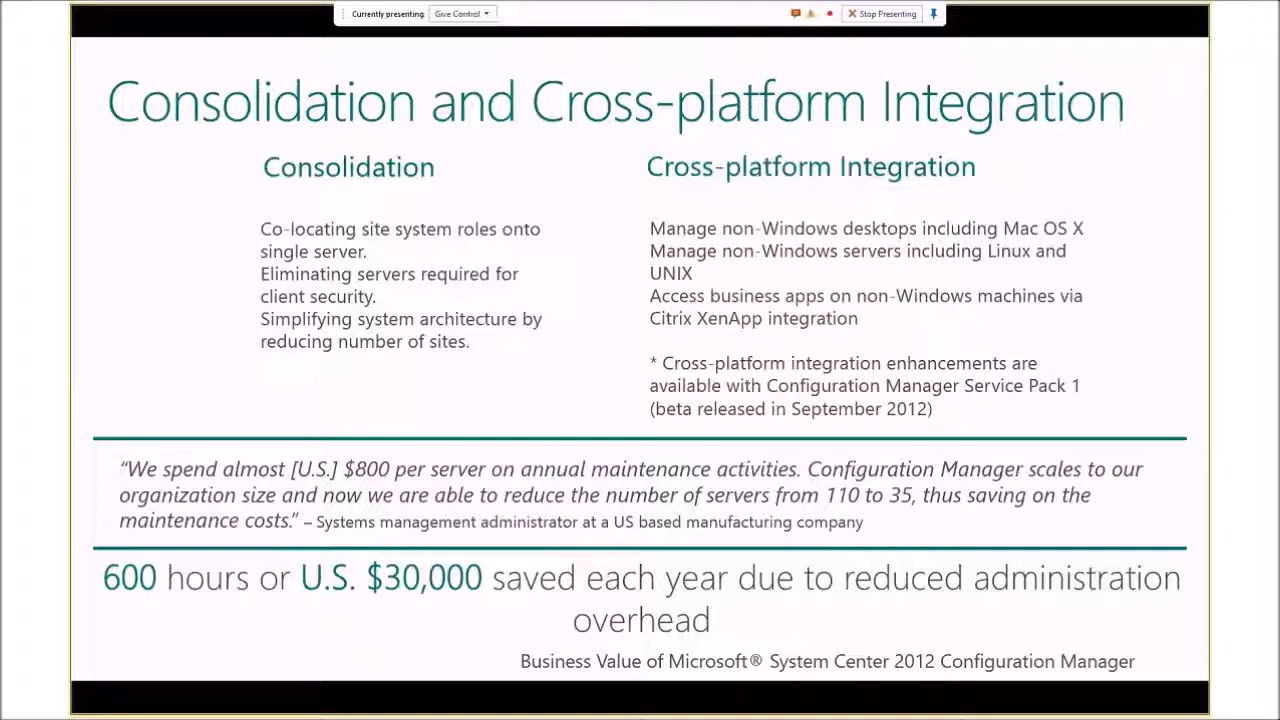 Currently presenting Give Control Stop Presenting
Consolidation and Cross-platform Integration
Consolidation
Co-locating site system roles onto
single server.
Eliminating servers required for
client security.
Simplifying system architecture by
reducing number of sites.
Cross-platform Integration
Manage non-Windows desktops including Mac OS X
Manage non-Windows servers including Linux and
UNIX
Access business apps on non-Windows machines via
Citrix XenApp integration
* Cross-platform integration enhancements are
available with Configuration Manager Service Pack 1
(beta released in September 2012)
“We spend almost [U.S.] $800 per server on annual maintenance activities. Configuration Manager scales to our
organization size and now we are able to reduce the number of servers from 110 to 35, thus saving on the
maintenance costs.” – Systems management administrator at a US based manufacturing company
600 hours or U.S. $30,000 saved each year due to reduced administration
overhead
Business Value of Microsoft® System Center 2012 Configuration Manager